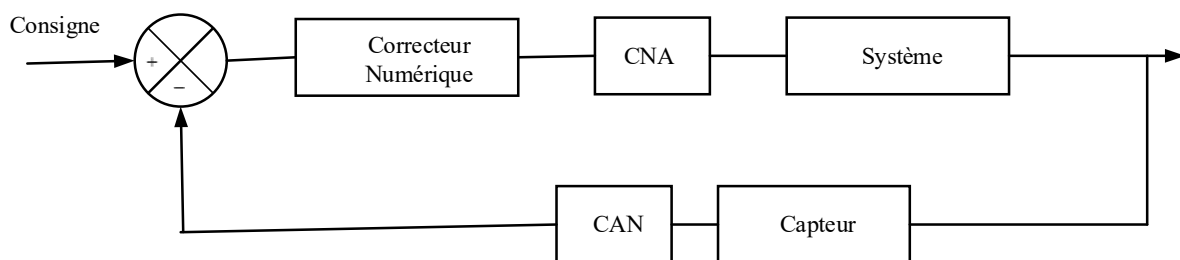 Consigne
+
−
Correcteur
Numérique
CNA
Système
CAN
Capteur